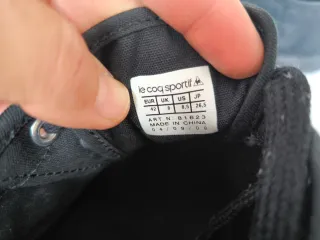 le coq sportif
EUR UK US JP
42 8 8,5 26,5
ART. N. 81823
MADE IN CHINA